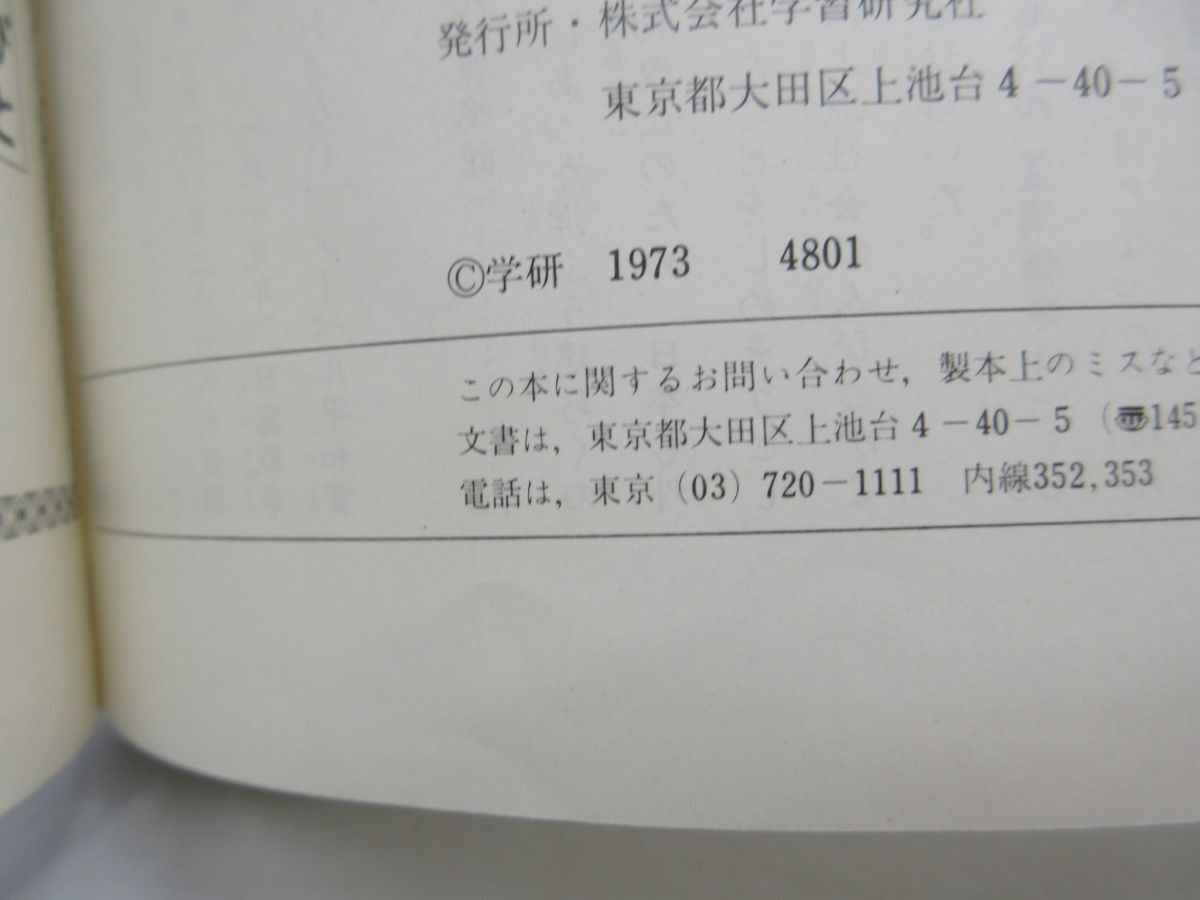 発行所・株式会社学習研究社
東京都大田区上池台4－40－5
©学研 1973 4801
この本に関するお問い合わせ，製本上のミスなど
文書は，東京都大田区上池台4－40－5（〠145
電話は，東京（03）720－1111 内線352,353